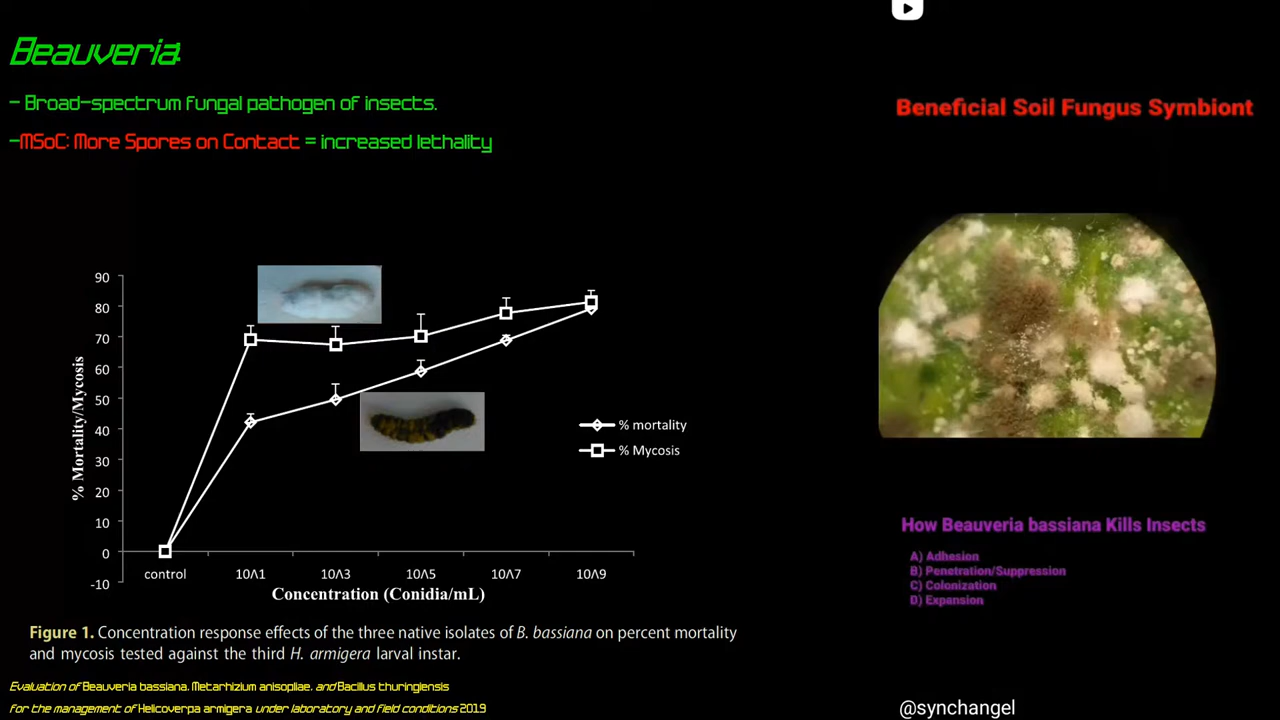 Beauveria:
- Broad-spectrum fungal pathogen of insects.
-MSoC: More Spores on Contact = increased lethality
Beneficial Soil Fungus Symbiont
90
80
70
60
50
40
30
20
10
0
-10
% Mortality/Mycosis
% mortality
% Mycosis
control 10^1 10^3 10^5 10^7 10^9
Concentration (Conidia/mL)
Figure 1. Concentration response effects of the three native isolates of B. bassiana on percent mortality
and mycosis tested against the third H. armigera larval instar.
Evaluation of Beauveria bassiana, Metarhizium anisopliae, and Bacillus thuringiensis
for the management of Helicoverpa armigera under laboratory and field conditions 2019
How Beauveria bassiana Kills Insects
A) Adhesion
B) Penetration/Suppression
C) Colonization
D) Expansion
@synchangel